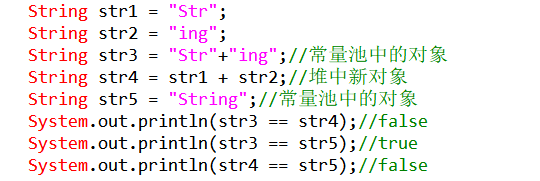 String str1 = "Str";
String str2 = "ing";
String str3 = "Str"+"ing";//常量池中的对象
String str4 = str1 + str2;//堆中新对象
String str5 = "String";//常量池中的对象
System.out.println(str3 == str4);//false
System.out.println(str3 == str5);//true
System.out.println(str4 == str5);//false